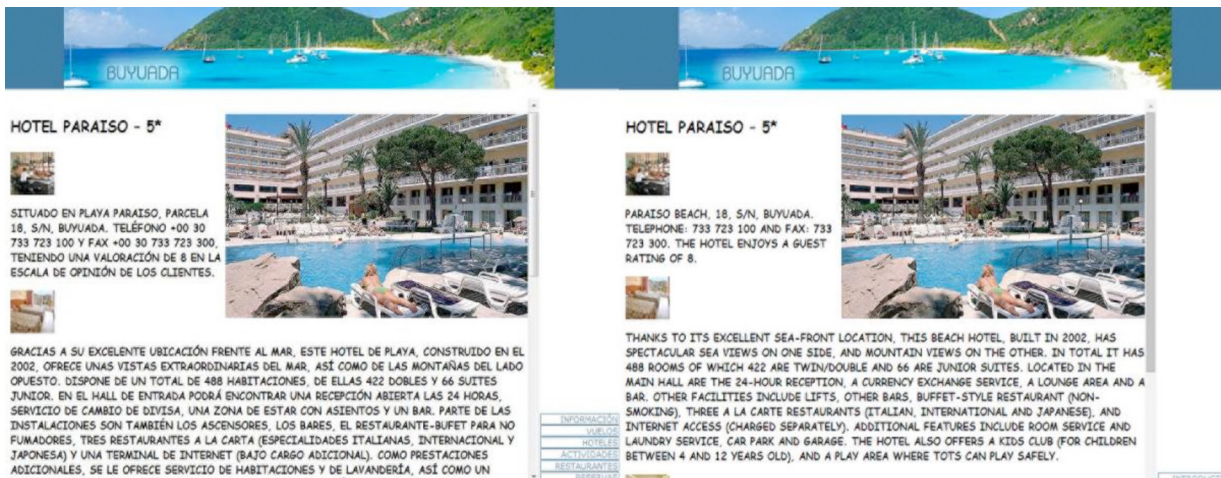 BUYUADA
HOTEL PARAISO - 5*
SITUADO EN PLAYA PARAISO, PARCELA
18, S/N, BUYUADA. TELÉFONO +00 30
733 723 100 Y FAX +00 30 733 723 300,
TENIENDO UNA VALORACIÓN DE 8 EN LA
ESCALA DE OPINIÓN DE LOS CLIENTES.
GRACIAS A SU EXCELENTE UBICACIÓN FRENTE AL MAR, ESTE HOTEL DE PLAYA, CONSTRUIDO EN EL
2002, OFRECE UNAS VISTAS EXTRAORDINARIAS DEL MAR, ASÍ COMO DE LAS MONTAÑAS DEL LADO
OPUESTO. DISPONE DE UN TOTAL DE 488 HABITACIONES, DE ELLAS 422 DOBLES Y 66 SUITES
JUNIOR. EN EL HALL DE ENTRADA PODRÁ ENCONTRAR UNA RECEPCIÓN ABIERTA LAS 24 HORAS,
SERVICIO DE CAMBIO DE DIVISA, UNA ZONA DE ESTAR CON ASIENTOS Y UN BAR. PARTE DE LAS
INSTALACIONES SON TAMBIÉN LOS ASCENSORES, LOS BARES, EL RESTAURANTE-BUFET PARA NO
FUMADORES, TRES RESTAURANTES A LA CARTA (ESPECIALIDADES ITALIANAS, INTERNACIONAL Y
JAPONESA) Y UNA TERMINAL DE INTERNET (BAJO CARGO ADICIONAL). COMO PRESTACIONES
ADICIONALES, SE LE OFRECE SERVICIO DE HABITACIONES Y DE LAVANDERÍA, ASÍ COMO UN
INFORMACIÓN
VUELOS
HOTELES
ACTIVIDADES
RESTAURANTES
RESERVAS
BUYUADA
HOTEL PARAISO - 5*
PARAISO BEACH, 18, S/N, BUYUADA.
TELEPHONE: 733 723 100 AND FAX: 733
723 300. THE HOTEL ENJOYS A GUEST
RATING OF 8.
THANKS TO ITS EXCELLENT SEA-FRONT LOCATION, THIS BEACH HOTEL, BUILT IN 2002, HAS
SPECTACULAR SEA VIEWS ON ONE SIDE, AND MOUNTAIN VIEWS ON THE OTHER. IN TOTAL IT HAS
488 ROOMS OF WHICH 422 ARE TWIN/DOUBLE AND 66 ARE JUNIOR SUITES. LOCATED IN THE
MAIN HALL ARE THE 24-HOUR RECEPTION, A CURRENCY EXCHANGE SERVICE, A LOUNGE AREA AND A
BAR. OTHER FACILITIES INCLUDE LIFTS, OTHER BARS, BUFFET-STYLE RESTAURANT (NON-
SMOKING), THREE A LA CARTE RESTAURANTS (ITALIAN, INTERNATIONAL AND JAPANESE), AND
INTERNET ACCESS (CHARGED SEPARATELY). ADDITIONAL FEATURES INCLUDE ROOM SERVICE AND
LAUNDRY SERVICE, CAR PARK AND GARAGE. THE HOTEL ALSO OFFERS A KIDS CLUB (FOR CHILDREN
BETWEEN 4 AND 12 YEARS OLD), AND A PLAY AREA WHERE TOTS CAN PLAY SAFELY.